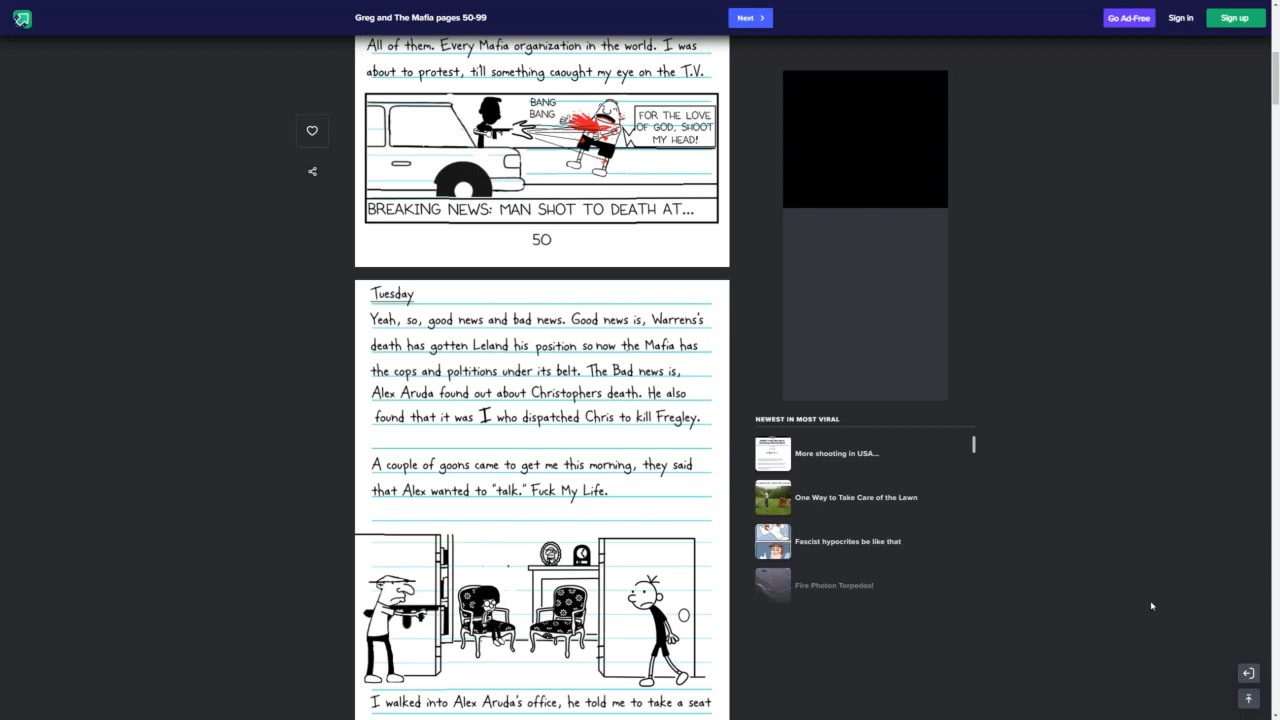 Greg and The Mafia pages 50-99
Next
Go Ad-Free
Sign in
Sign up
All of them. Every Mafia organization in the world. I was
about to protest, till something caought my eye on the T.V.
BANG
BANG
FOR THE LOVE
OF GOD, SHOOT
MY HEAD!
BREAKING NEWS: MAN SHOT TO DEATH AT...
50
Tuesday
Yeah, so, good news and bad news. Good news is, Warrens's
death has gotten Leland his position so now the Mafia has
the cops and poltitions under its belt. The Bad news is,
Alex Aruda found out about Christophers death. He also
found that it was I who dispatched Chris to kill Fregley.
A couple of goons came to get me this morning, they said
that Alex wanted to "talk." Fuck My Life.
I walked into Alex Aruda's office, he told me to take a seat
NEWEST IN MOST VIRAL
More shooting in USA...
One Way to Take Care of the Lawn
Fascist hypocrites be like that
Fire Photon Torpedos!